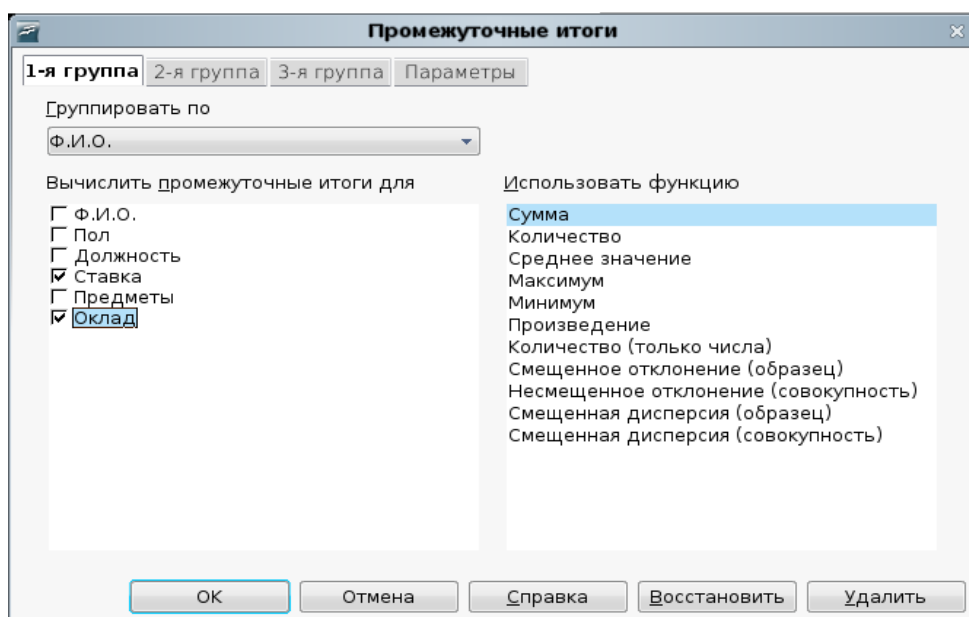 Промежуточные итоги
1-я группа 2-я группа 3-я группа Параметры
Группировать по
Ф.И.О.
Вычислить промежуточные итоги для
Ф.И.О.
Пол
Должность
Ставка
Предметы
Оклад
Использовать функцию
Сумма
Количество
Среднее значение
Максимум
Минимум
Произведение
Количество (только числа)
Смещенное отклонение (образец)
Несмещенное отклонение (совокупность)
Смещенная дисперсия (образец)
Смещенная дисперсия (совокупность)
OK Отмена Справка Восстановить Удалить